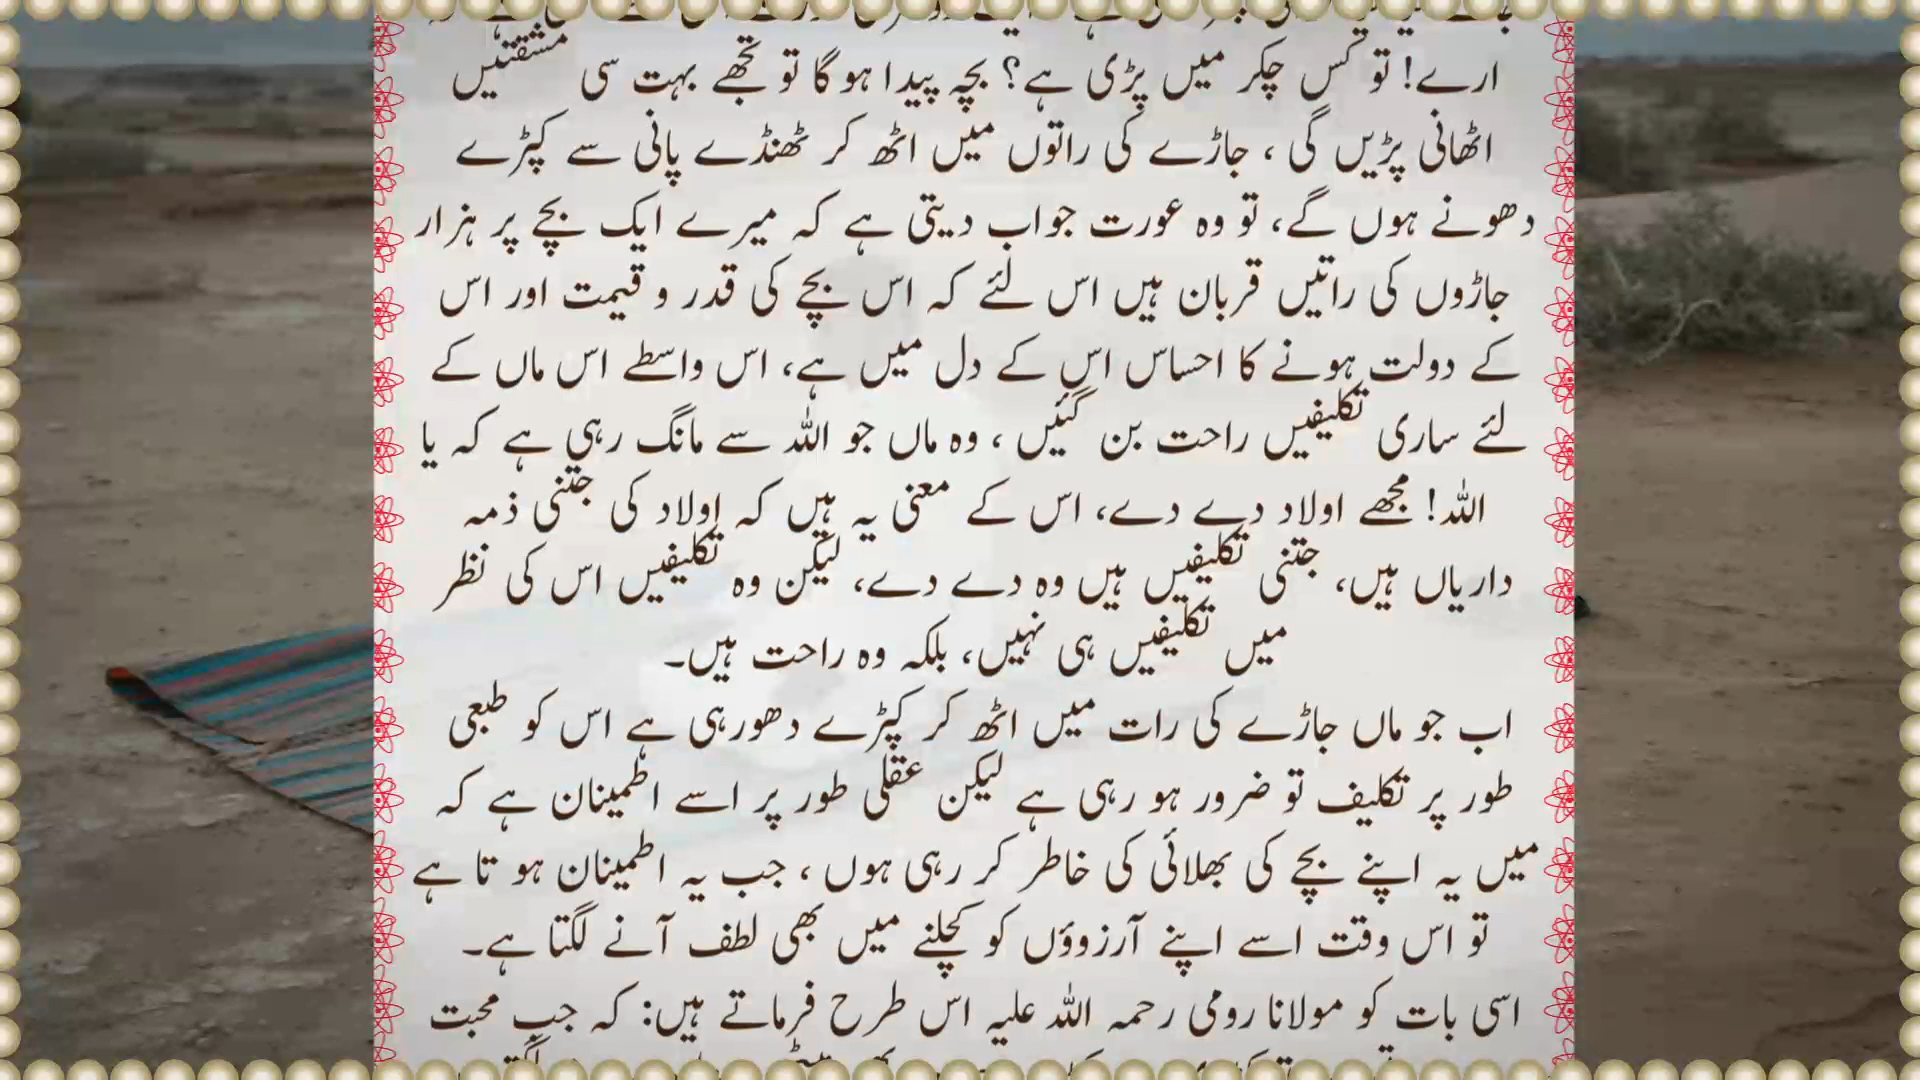 ارے! تو کس چکر میں پڑی ہے؟ بچہ پیدا ہو گا تو تجھے بہت سی مشقتیں
اٹھانی پڑیں گی ، جاڑے کی راتوں میں اٹھ کر ٹھنڈے پانی سے کپڑے
دھونے ہوں گے، تو وہ عورت جواب دیتی ہے کہ میرے ایک بچے پر ہزار
جاڑوں کی راتیں قربان ہیں اس لئے کہ اس بچے کی قدر و قیمت اور اس
کے دولت ہونے کا احساس اس کے دل میں ہے، اس واسطے اس ماں کے
لئے ساری تکلیفیں راحت بن گئیں ، وہ ماں جو اللہ سے مانگ رہی ہے کہ یا
اللہ! مجھے اولاد دے دے، اس کے معنی یہ ہیں کہ اولاد کی جتنی ذمہ
داریاں ہیں، جتنی تکلیفیں ہیں وہ دے دے، لیکن وہ تکلیفیں اس کی نظر
میں تکلیفیں ہی نہیں، بلکہ وہ راحت ہیں۔
اب جو ماں جاڑے کی رات میں اٹھ کر کپڑے دھورہی ہے اس کو طبعی
طور پر تکلیف تو ضرور ہو رہی ہے لیکن عقلی طور پر اسے اطمینان ہے کہ
میں یہ اپنے بچے کی بھلائی کی خاطر کر رہی ہوں ، جب یہ اطمینان ہو تا ہے
تو اس وقت اسے اپنے آرزوؤں کو کچلنے میں بھی لطف آنے لگتا ہے۔
اسی بات کو مولانا رومی رحمہ اللہ علیہ اس طرح فرماتے ہیں: کہ جب محبت